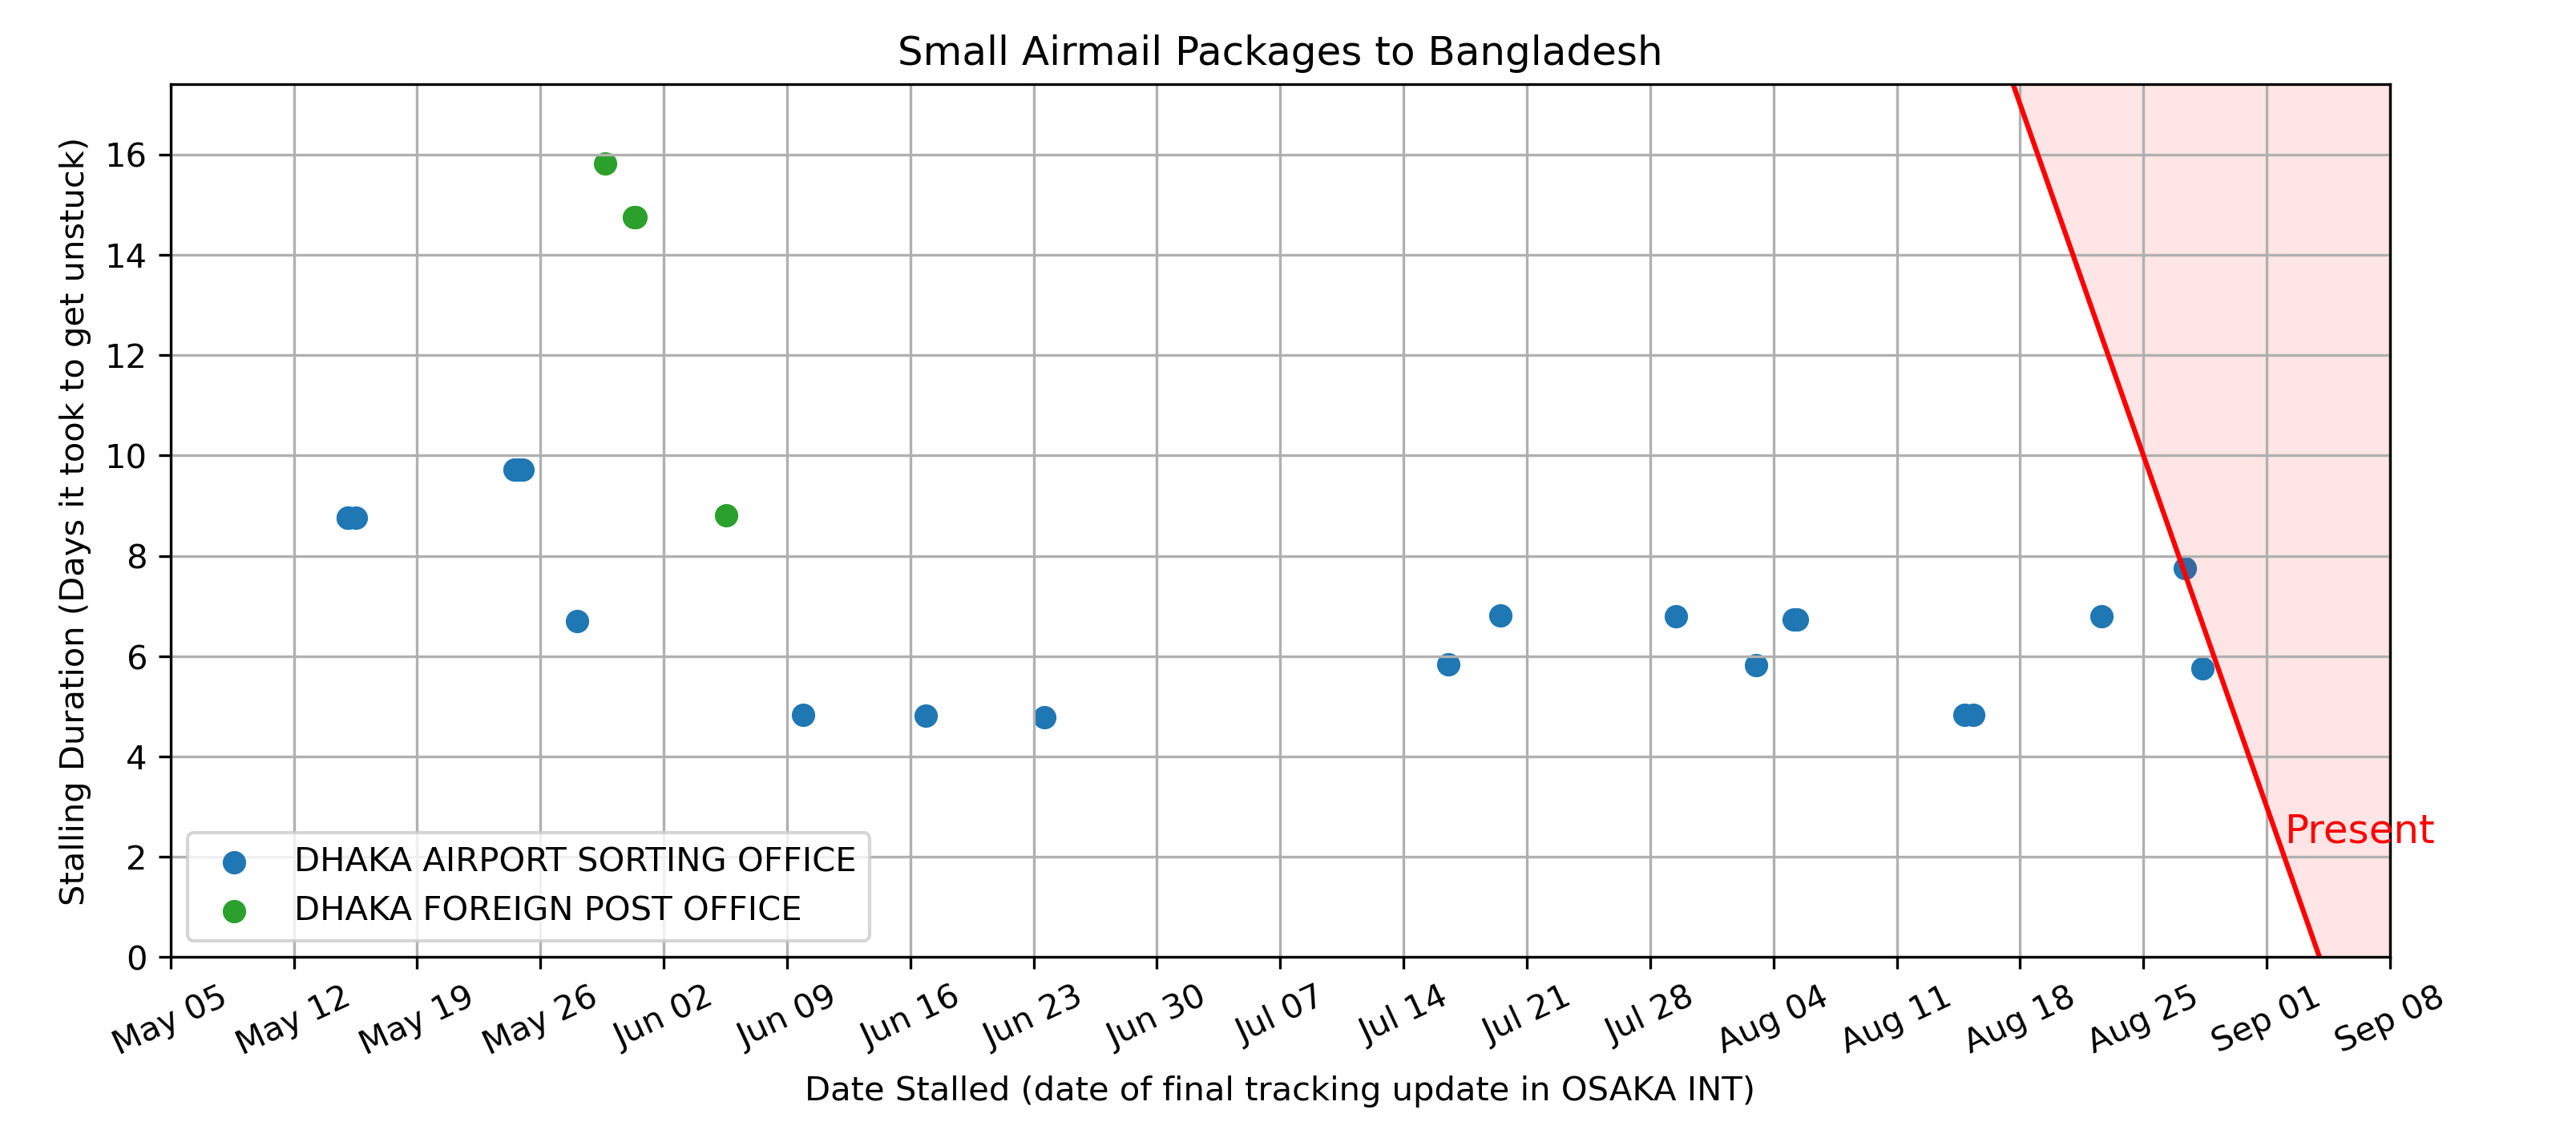 Small Airmail Packages to Bangladesh
Stalling Duration (Days it took to get unstuck)
16
14
12
10
8
6
4
2
0
Present
DHAKA AIRPORT SORTING OFFICE
DHAKA FOREIGN POST OFFICE
May 05
May 12
May 19
May 26
Jun 02
Jun 09
Jun 16
Jun 23
Jun 30
Jul 07
Jul 14
Jul 21
Jul 28
Aug 04
Aug 11
Aug 18
Aug 25
Sep 01
Sep 08
Date Stalled (date of final tracking update in OSAKA INT)